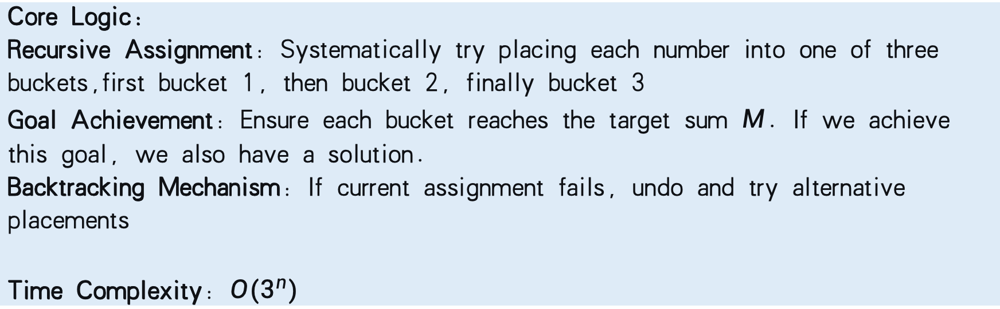 Core Logic:
Recursive Assignment: Systematically try placing each number into one of three
buckets,first bucket 1, then bucket 2, finally bucket 3
Goal Achievement: Ensure each bucket reaches the target sum M. If we achieve
this goal, we also have a solution.
Backtracking Mechanism: If current assignment fails, undo and try alternative
placements
Time Complexity: O(3ⁿ)